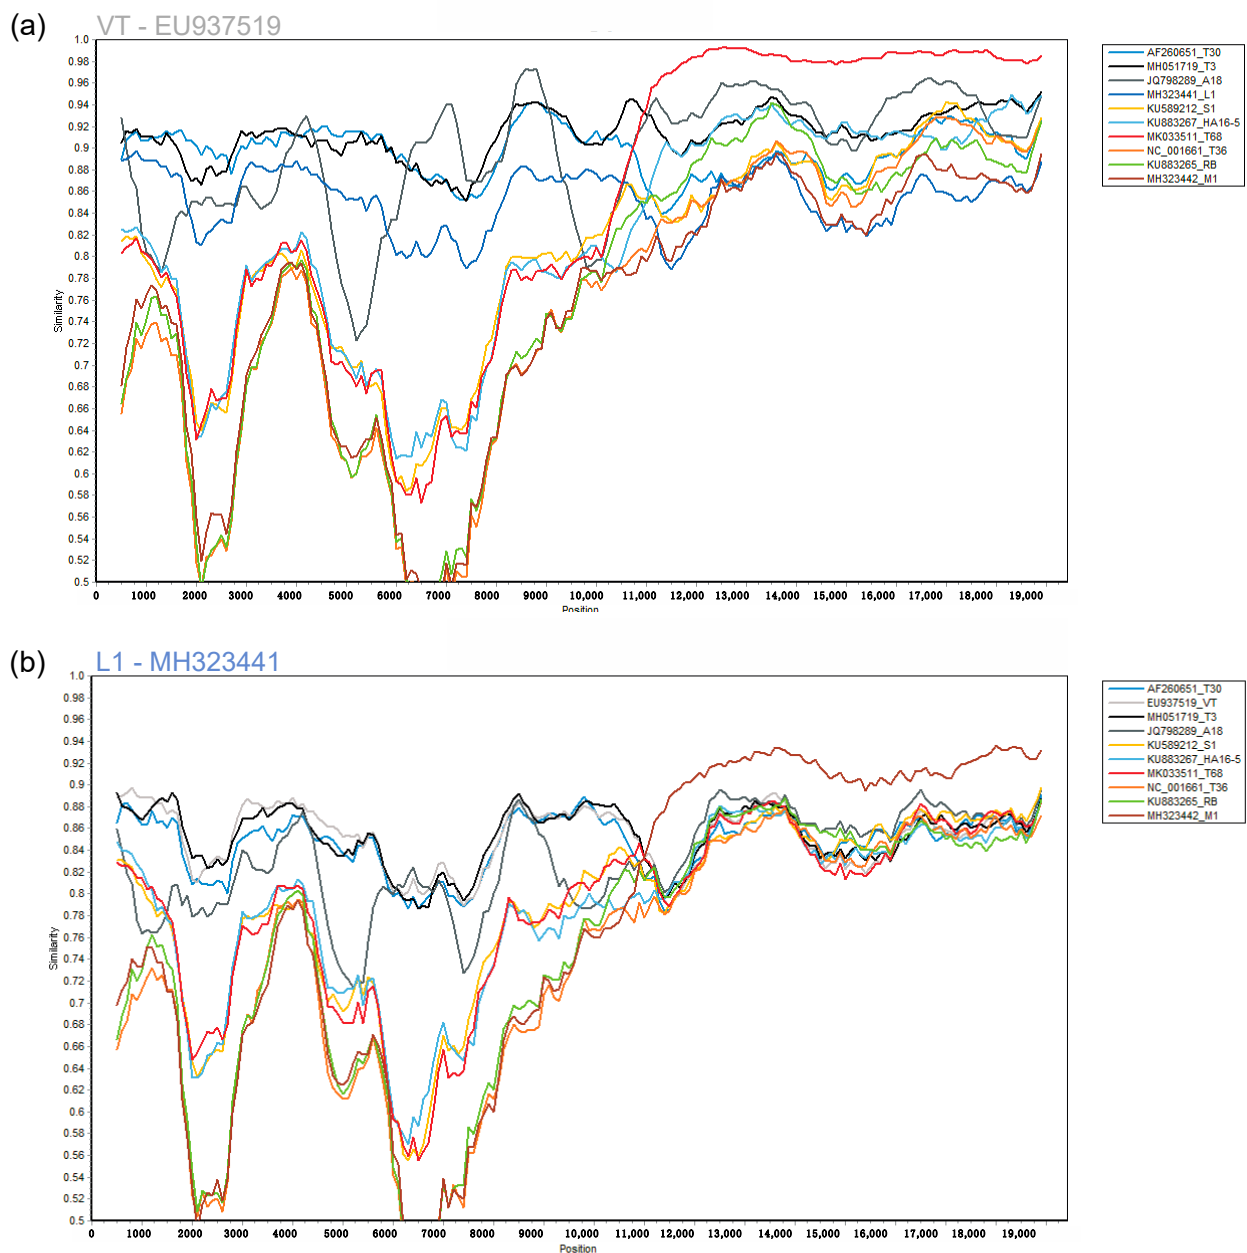 (a)
VT - EU937519
1.0
0.98
0.96
0.94
0.92
0.9
0.88
0.86
0.84
0.82
0.8
0.78
0.76
0.74
0.72
0.7
0.68
0.66
0.64
0.62
0.6
0.58
0.56
0.54
0.52
0.5
Similarity
0 1000 2000 3000 4000 5000 6000 7000 8000 9000 10,000 11,000 12,000 13,000 14,000 15,000 16,000 17,000 18,000 19,000
Position
AF260651_T30
MH051719_T3
JQ798289_A18
MH323441_L1
KU589212_S1
KU883267_HA16-5
MK033511_T68
NC_001661_T36
KU883265_RB
MH323442_M1
(b)
L1 - MH323441
1.0
0.98
0.96
0.94
0.92
0.9
0.88
0.86
0.84
0.82
0.8
0.78
0.76
0.74
0.72
0.7
0.68
0.66
0.64
0.62
0.6
0.58
0.56
0.54
0.52
0.5
Similarity
0 1000 2000 3000 4000 5000 6000 7000 8000 9000 10,000 11,000 12,000 13,000 14,000 15,000 16,000 17,000 18,000 19,000
Position
AF260651_T30
EU937519_VT
MH051719_T3
JQ798289_A18
KU589212_S1
KU883267_HA16-5
MK033511_T68
NC_001661_T36
KU883265_RB
MH323442_M1